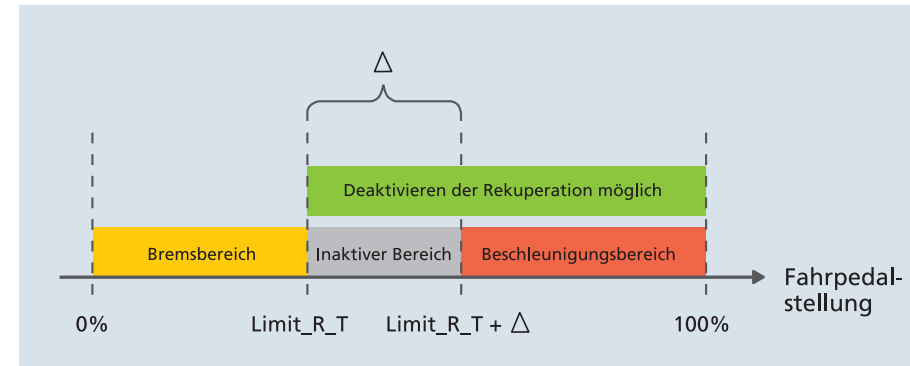 Δ
Deaktivieren der Rekuperation möglich
Bremsbereich
Inaktiver Bereich
Beschleunigungsbereich
Fahrpedal-
stellung
0%
Limit_R_T
Limit_R_T + Δ
100%